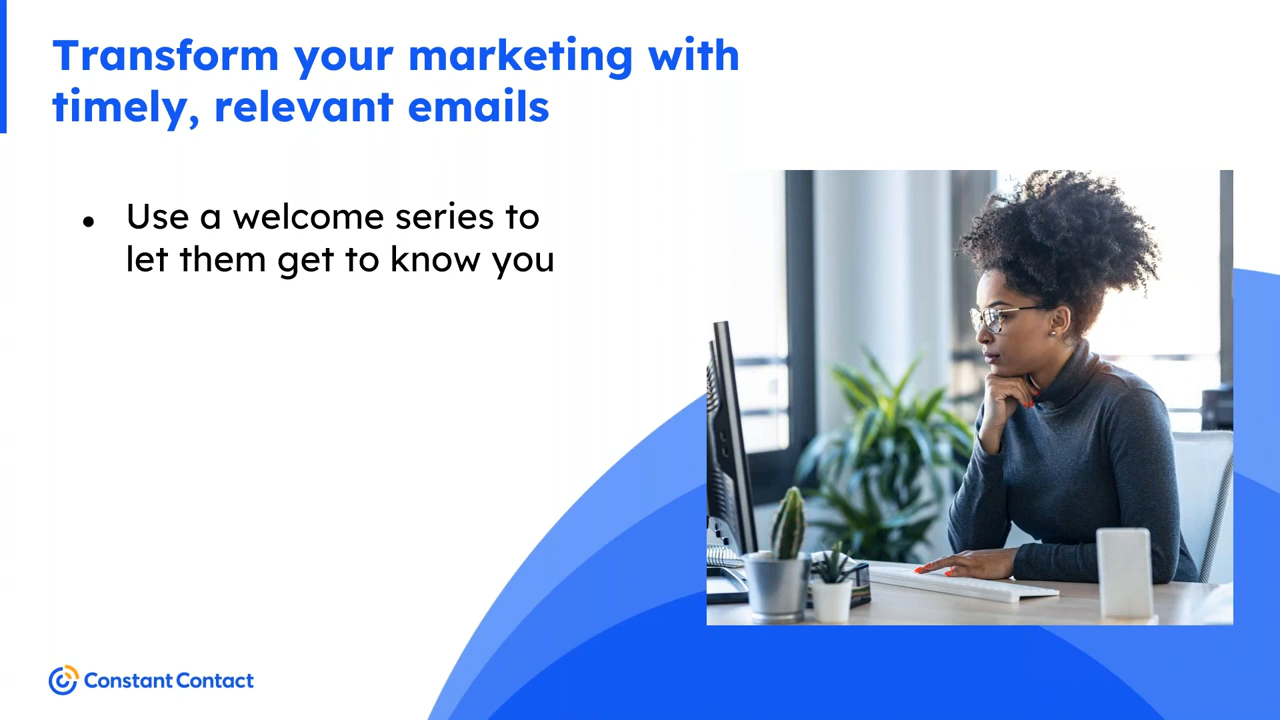 Transform your marketing with
timely, relevant emails
● Use a welcome series to
let them get to know you
Constant Contact